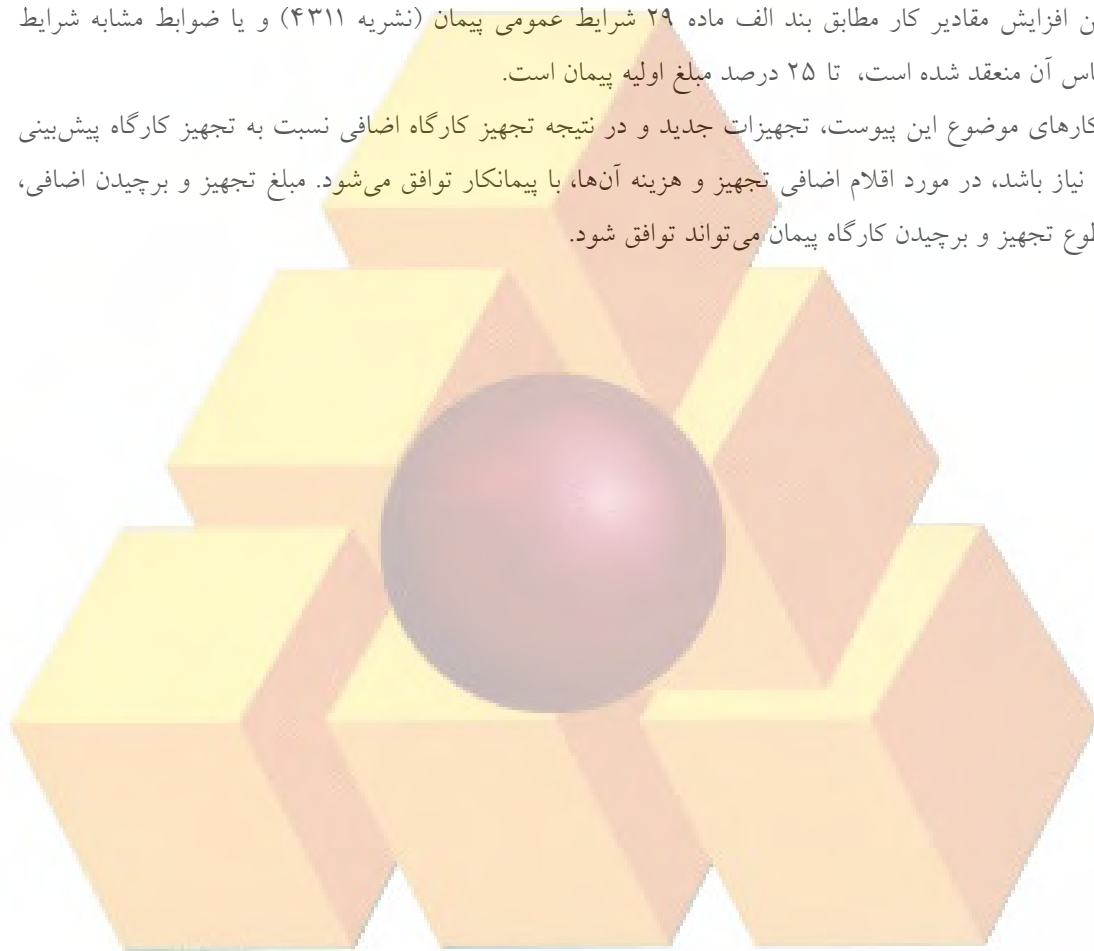 ن افزایش مقادیر کار مطابق بند الف ماده ۲۹ شرایط عمومی پیمان (نشریه ۴۳۱۱) و یا ضوابط مشابه شرایط
اس آن منعقد شده است، تا ۲۵ درصد مبلغ اولیه پیمان است.
کارهای موضوع این پیوست، تجهیزات جدید و در نتیجه تجهیز کارگاه اضافی نسبت به تجهیز کارگاه پیش‌بینی
نیاز باشد، در مورد اقلام اضافی تجهیز و هزینه آن‌ها، با پیمانکار توافق می‌شود. مبلغ تجهیز و برچیدن اضافی،
طوع تجهیز و برچیدن کارگاه پیمان می‌تواند توافق شود.